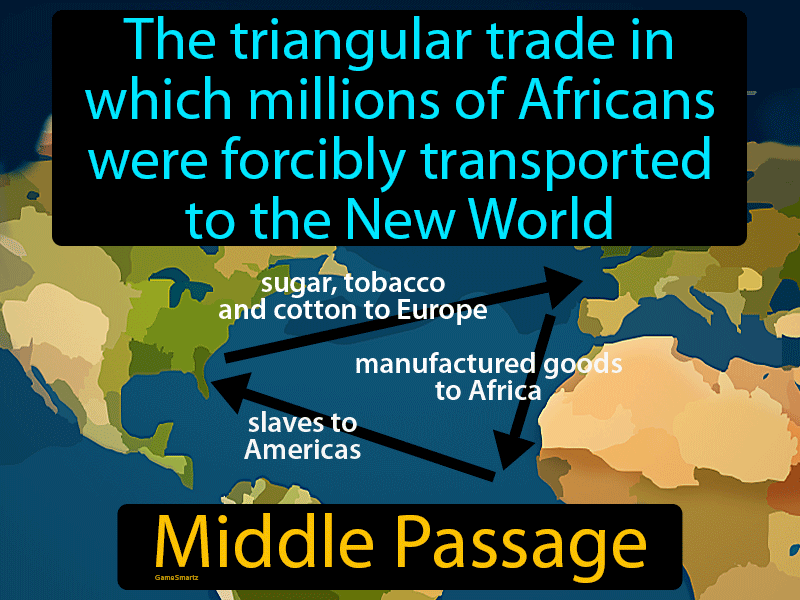 The triangular trade in
which millions of Africans
were forcibly transported
to the New World
sugar, tobacco
and cotton to Europe
manufactured goods
to Africa
slaves to
Americas
Middle Passage
GameSmartz